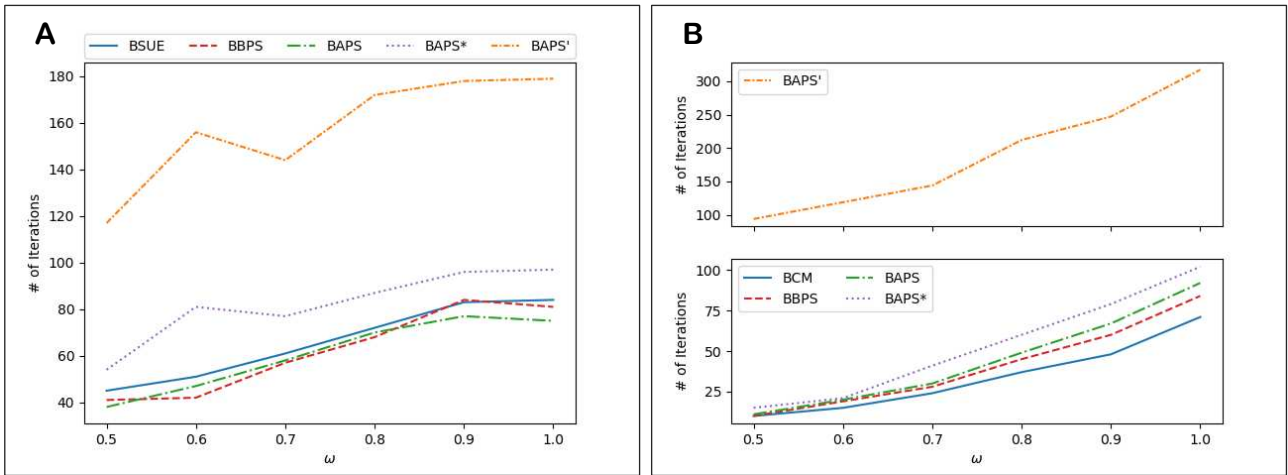 A
BSUE BBPS BAPS BAPS* BAPS'
180
160
140
120
100
80
60
40
# of Iterations
0.5 0.6 0.7 0.8 0.9 1.0
ω
B
BAPS'
300
250
200
150
100
# of Iterations
BCM BAPS
BBPS BAPS*
100
75
50
25
# of Iterations
0.5 0.6 0.7 0.8 0.9 1.0
ω